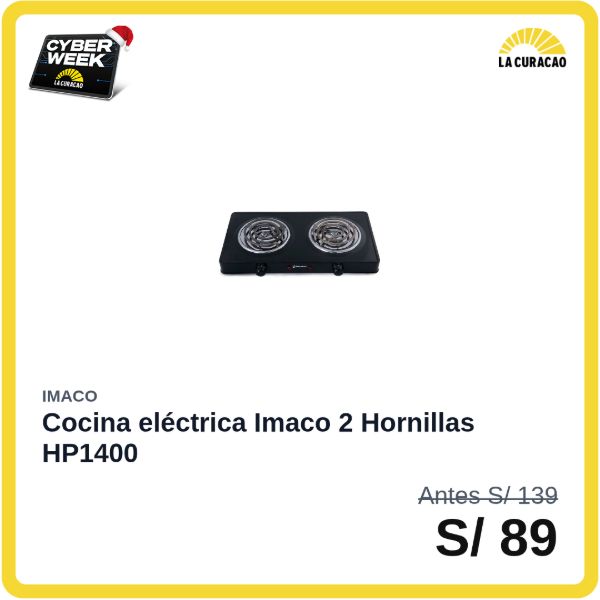 CYBER
WEEK
LA CURACAO
LA CURACAO
IMACO
Cocina eléctrica Imaco 2 Hornillas
HP1400
Antes S/ 139
S/ 89